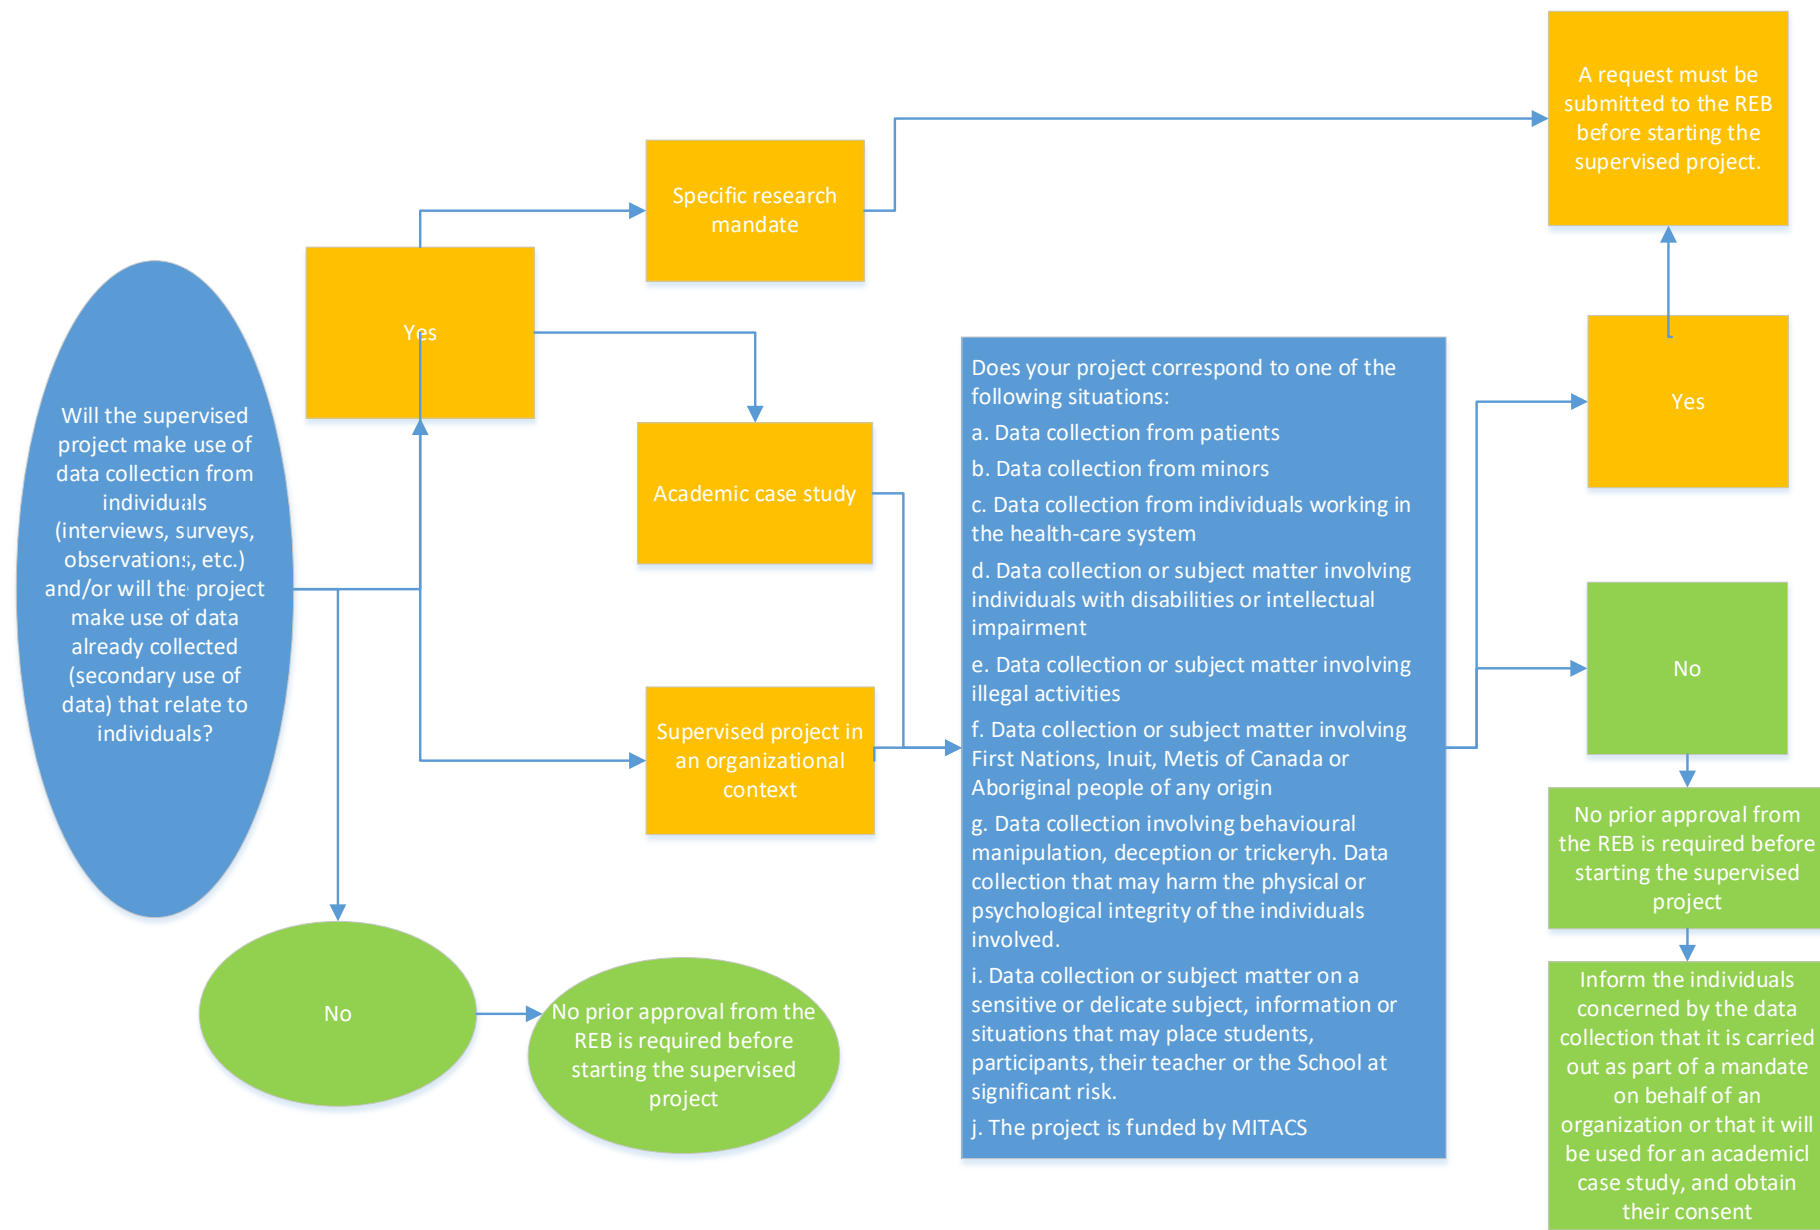 Will the supervised
project make use of
data collection from
individuals
(interviews, surveys,
observations, etc.)
and/or will the project
make use of data
already collected
(secondary use of
data) that relate to
individuals?
Yes
Specific research
mandate
Academic case study
Supervised project in
an organizational
context
No
No prior approval from the
REB is required before
starting the supervised
project
Does your project correspond to one of the
following situations:
a. Data collection from patients
b. Data collection from minors
c. Data collection from individuals working in
the health-care system
d. Data collection or subject matter involving
individuals with disabilities or intellectual
impairment
e. Data collection or subject matter involving
illegal activities
f. Data collection or subject matter involving
First Nations, Inuit, Metis of Canada or
Aboriginal people of any origin
g. Data collection involving behavioural
manipulation, deception or trickeryh. Data
collection that may harm the physical or
psychological integrity of the individuals
involved.
i. Data collection or subject matter on a
sensitive or delicate subject, information or
situations that may place students,
participants, their teacher or the School at
significant risk.
j. The project is funded by MITACS
A request must be
submitted to the REB
before starting the
supervised project.
Yes
No
No prior approval from
the REB is required before
starting the supervised
project
Inform the individuals
concerned by the data
collection that it is carried
out as part of a mandate
on behalf of an
organization or that it will
be used for an academicl
case study, and obtain
their consent